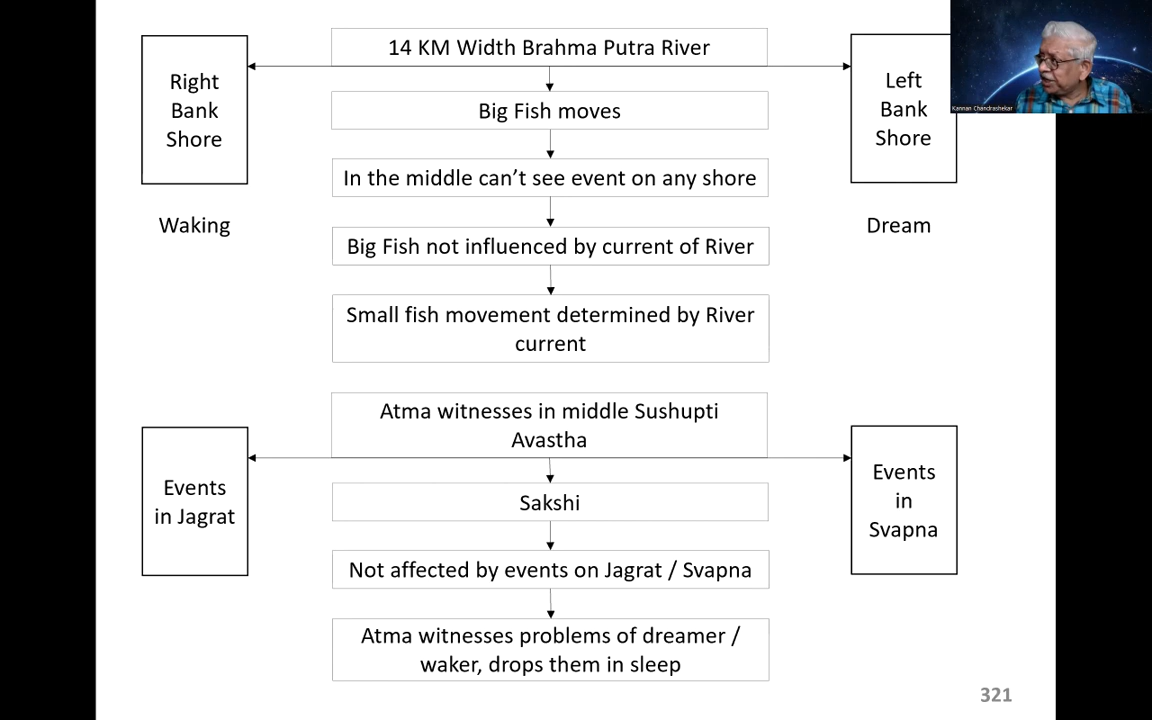 14 KM Width Brahma Putra River
Right
Bank
Shore
Left
Bank
Shore
Kannan Chandrashekar
Big Fish moves
In the middle can’t see event on any shore
Waking
Dream
Big Fish not influenced by current of River
Small fish movement determined by River
current
Atma witnesses in middle Sushupti
Avastha
Events
in Jagrat
Events
in
Svapna
Sakshi
Not affected by events on Jagrat / Svapna
Atma witnesses problems of dreamer /
waker, drops them in sleep
321